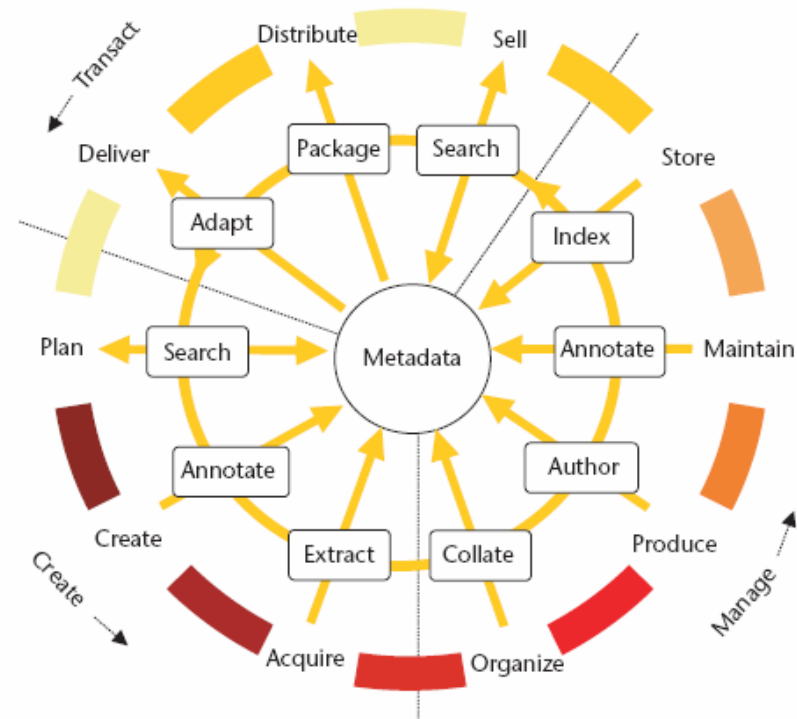 Distribute
Sell
Transact
Package
Search
Deliver
Store
Adapt
Index
Plan
Search
Metadata
Annotate
Maintain
Annotate
Author
Create
Extract
Collate
Produce
Create
Manage
Acquire
Organize